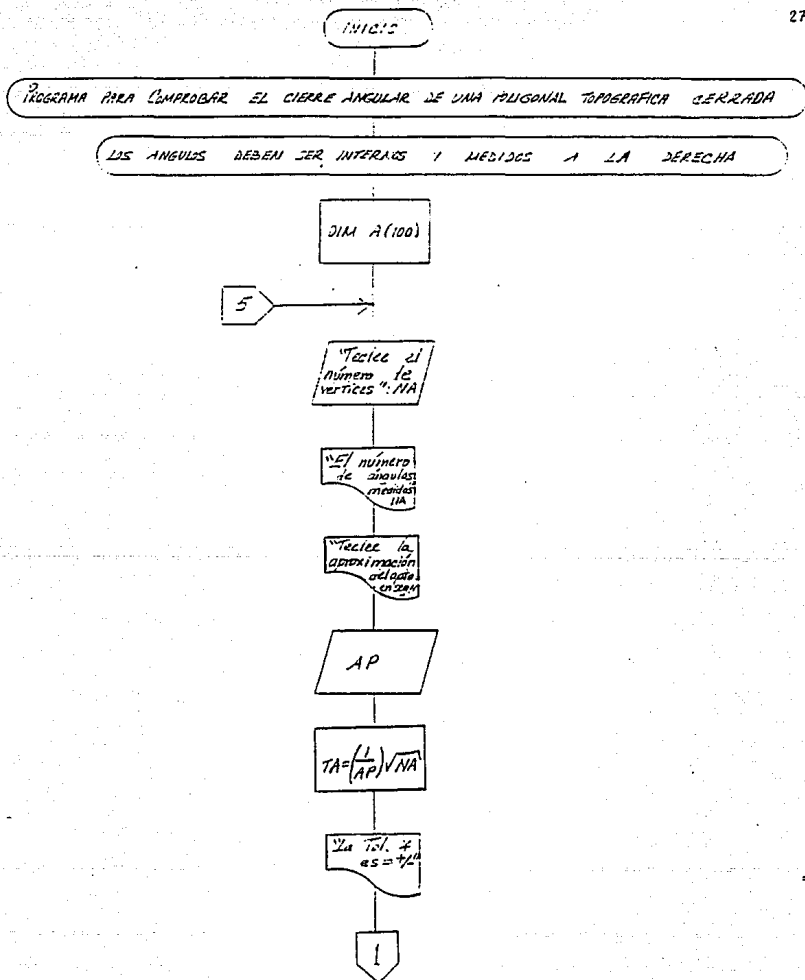 27
INICIO
PROGRAMA PARA COMPROBAR EL CIERRE ANGULAR DE UNA POLIGONAL TOPOGRAFICA CERRADA
LOS ANGULOS DEBEN SER INTERNOS Y MEDIDOS A LA DERECHA
DIM A(100)
5
"Teclee el
número de
vertices": NA
"El número
de angulos
medidos"
NA
"Teclee la
aproximación
del apto
en
AP
TA=(1/AP)√NA
"La Tol. ∡
es = +/-"
1